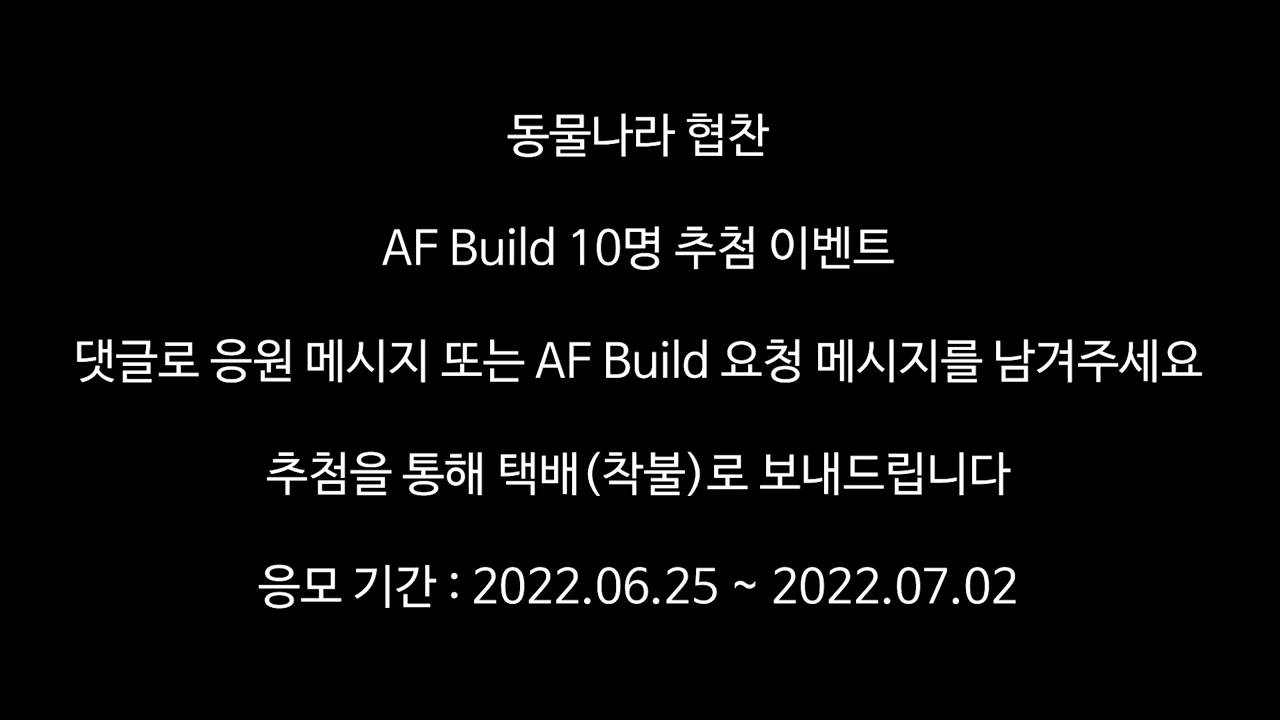 동물나라 협찬
AF Build 10명 추첨 이벤트
댓글로 응원 메시지 또는 AF Build 요청 메시지를 남겨주세요
추첨을 통해 택배(착불)로 보내드립니다
응모 기간 : 2022.06.25 ~ 2022.07.02